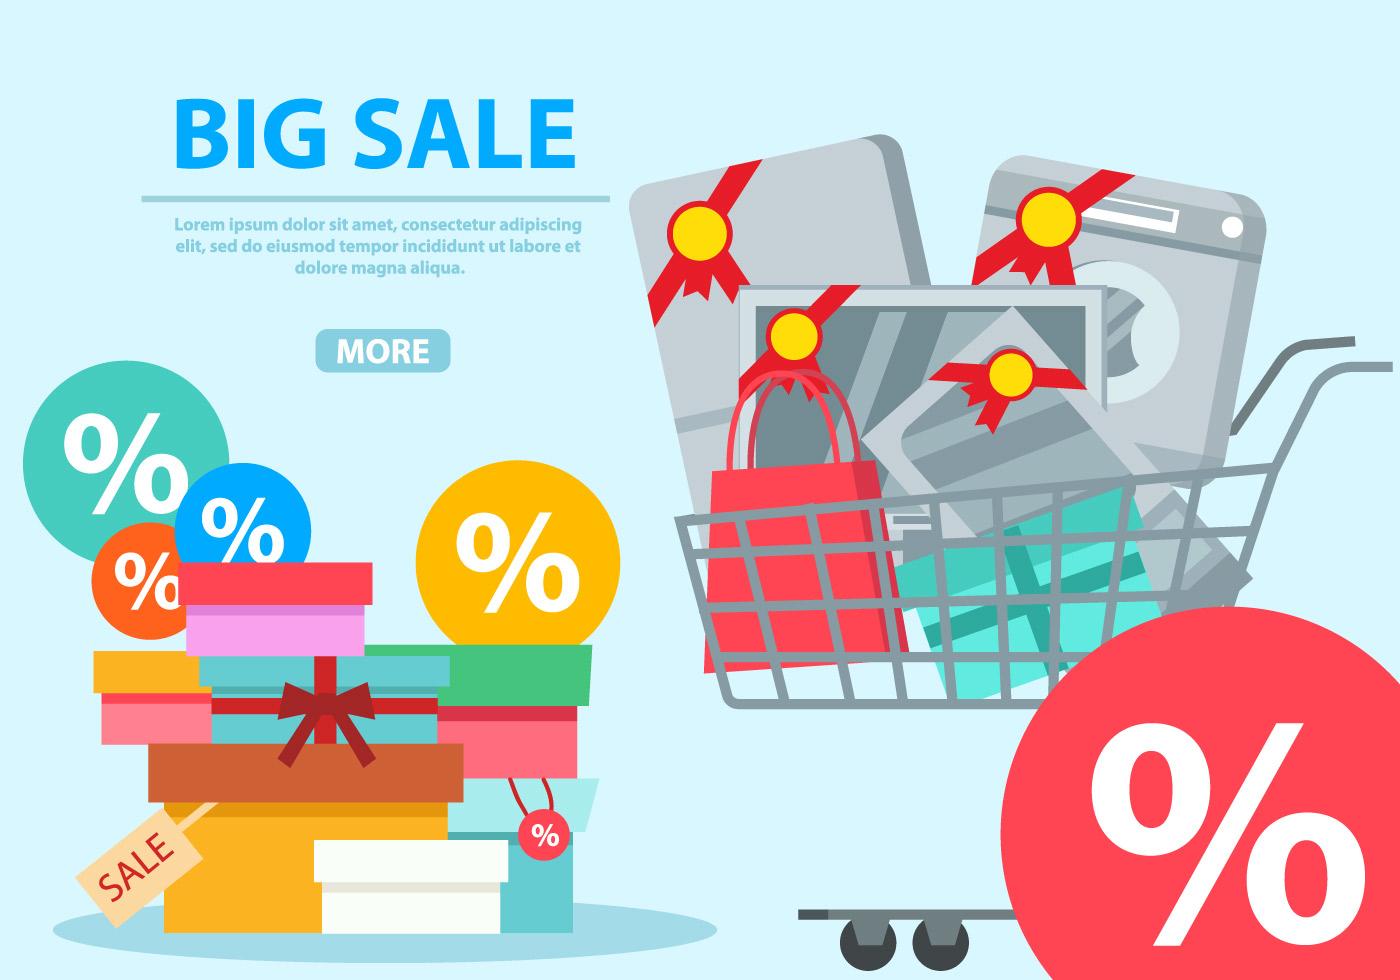 BIG SALE
Lorem ipsum dolor sit amet, consectetur adipiscing
elit, sed do eiusmod tempor incididunt ut labore et
dolore magna aliqua.
MORE
%
%
%
%
%
SALE
%